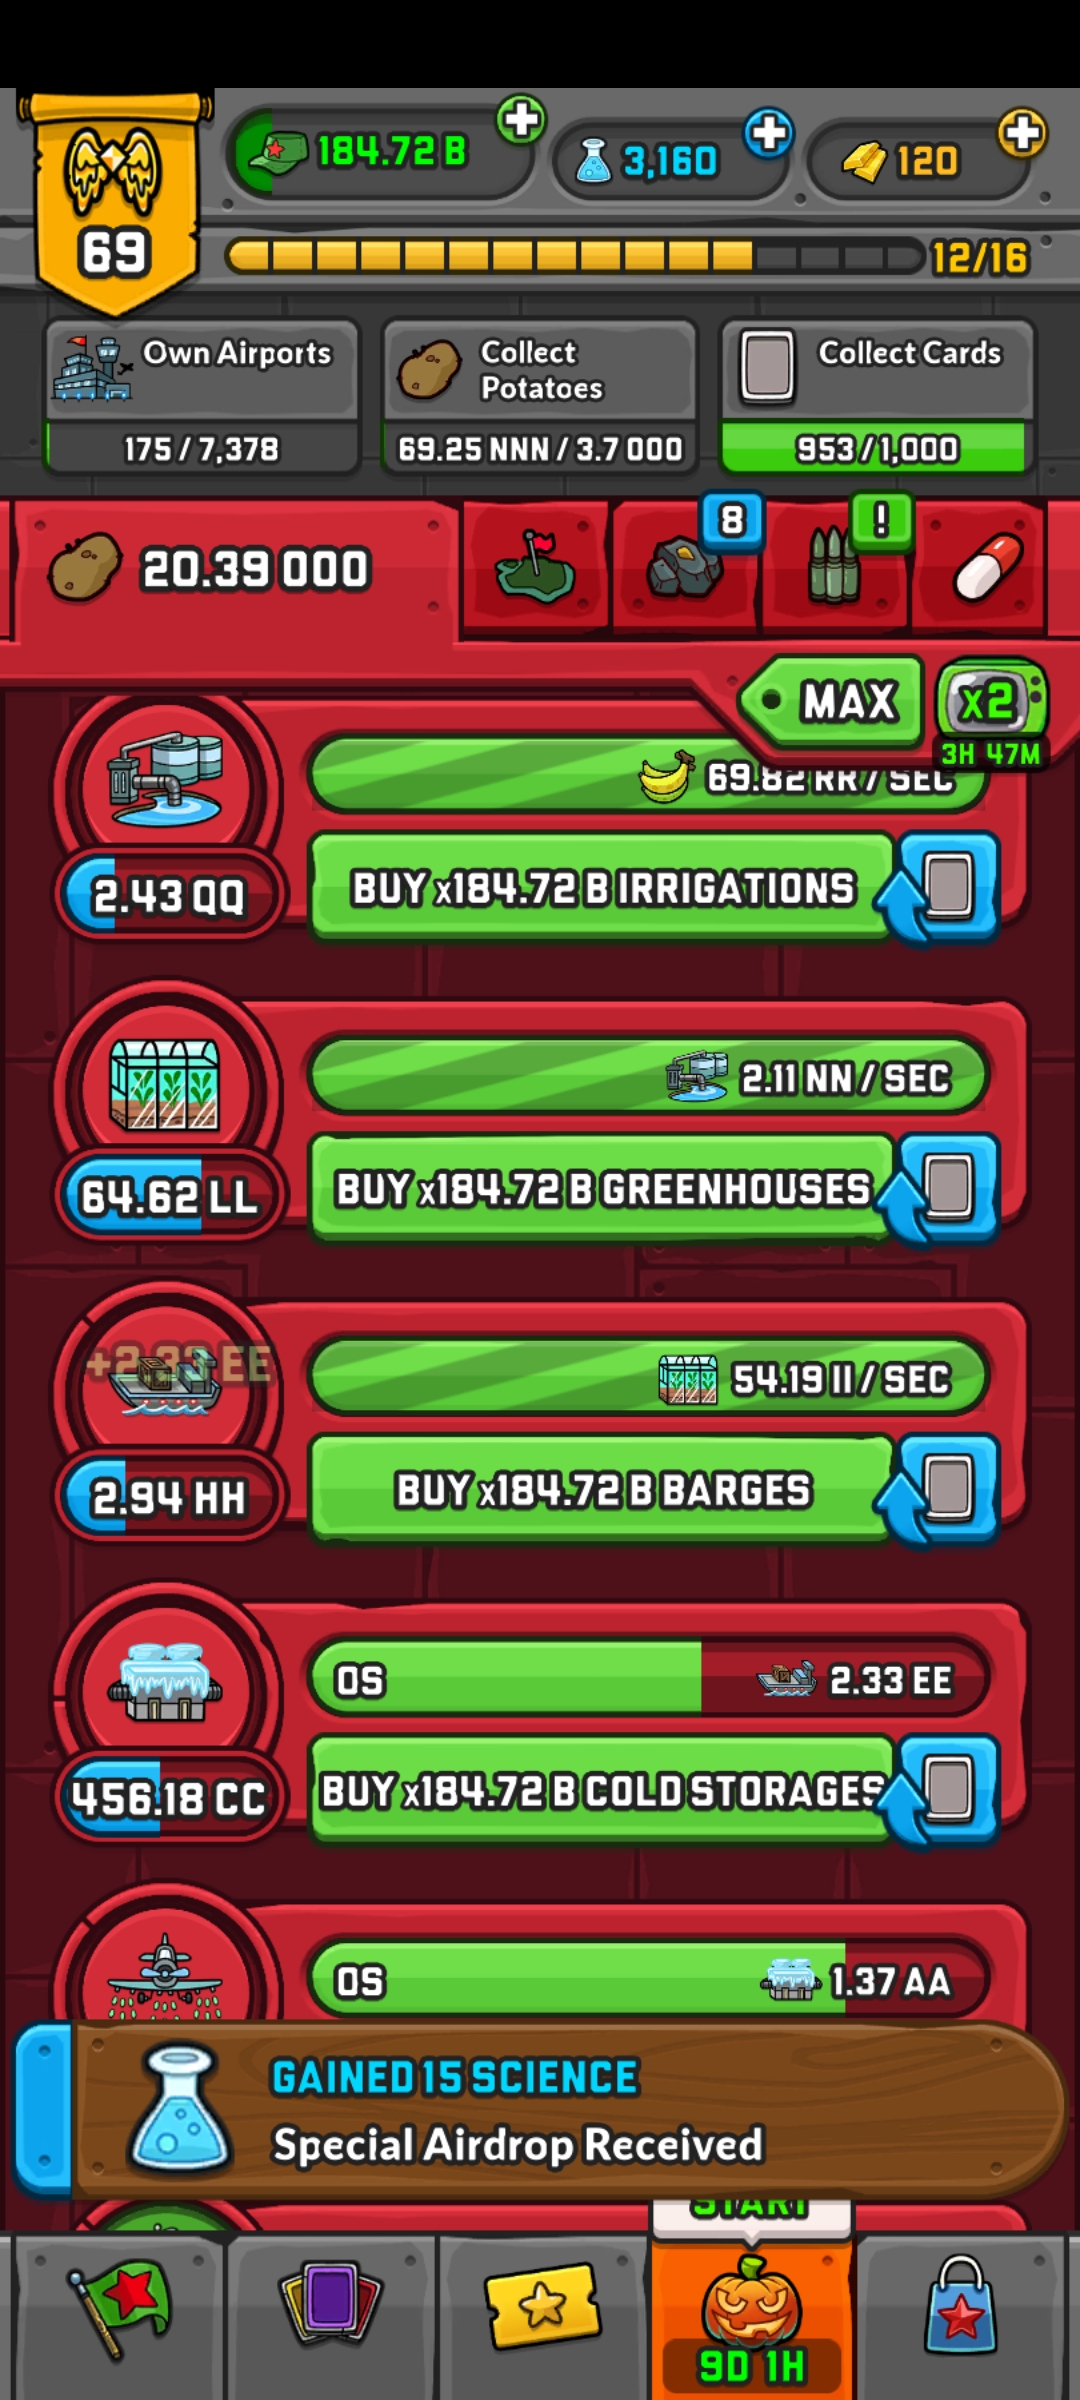 184.72 B
3,160
120
69
12/16
Own Airports
175 / 7,378
Collect
Potatoes
69.25 NNN / 3.7 OOO
Collect Cards
953 / 1,000
20.39 OOO
8
!
MAX
x2
3H 47M
69.82 RR / SEC
2.43 QQ
BUY x184.72 B IRRIGATIONS
2.11 NN / SEC
64.62 LL
BUY x184.72 B GREENHOUSES
+2.33 EE
54.19 II / SEC
2.94 HH
BUY x184.72 B BARGES
0S
2.33 EE
456.18 CC
BUY x184.72 B COLD STORAGES
0S
1.37 AA
GAINED 15 SCIENCE
Special Airdrop Received
START
9D 1H